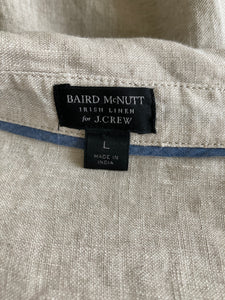 BAIRD McNUTT
IRISH LINEN
for J.CREW
L
MADE IN
INDIA